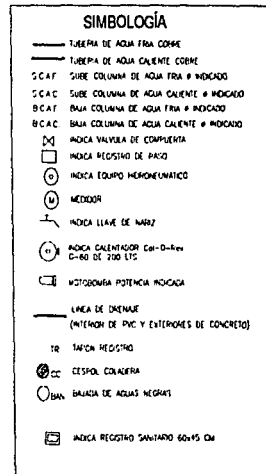 SIMBOLOGÍA
TUBERIA DE AGUA FRIA COBRE
TUBERIA DE AGUA CALIENTE COBRE
S C A F SUBE COLUMNA DE AGUA FRIA ø INDICADO
S C A C SUBE COLUMNA DE AGUA CALIENTE ø INDICADO
B C A F BAJA COLUMNA DE AGUA FRIA ø INDICADO
B C A C BAJA COLUMNA DE AGUA CALIENTE ø INDICADO
INDICA VALVULA DE COMPUERTA
INDICA REGISTRO DE PASO
INDICA EQUIPO HIDRONEUMATICO
M MEDIDOR
INDICA LLAVE DE NARIZ
INDICA CALENTADOR Cal-O-Rex
G-60 DE 200 LTS
MOTOBOMBA POTENCIA INDICADA
LINEA DE DRENAJE
(INTERIOR DE PVC Y EXTERIORES DE CONCRETO)
TR TAPON REGISTRO
CC CESPOL COLADERA
BAN BAJADA DE AGUAS NEGRAS
INDICA REGISTRO SANITARIO 60x45 CM